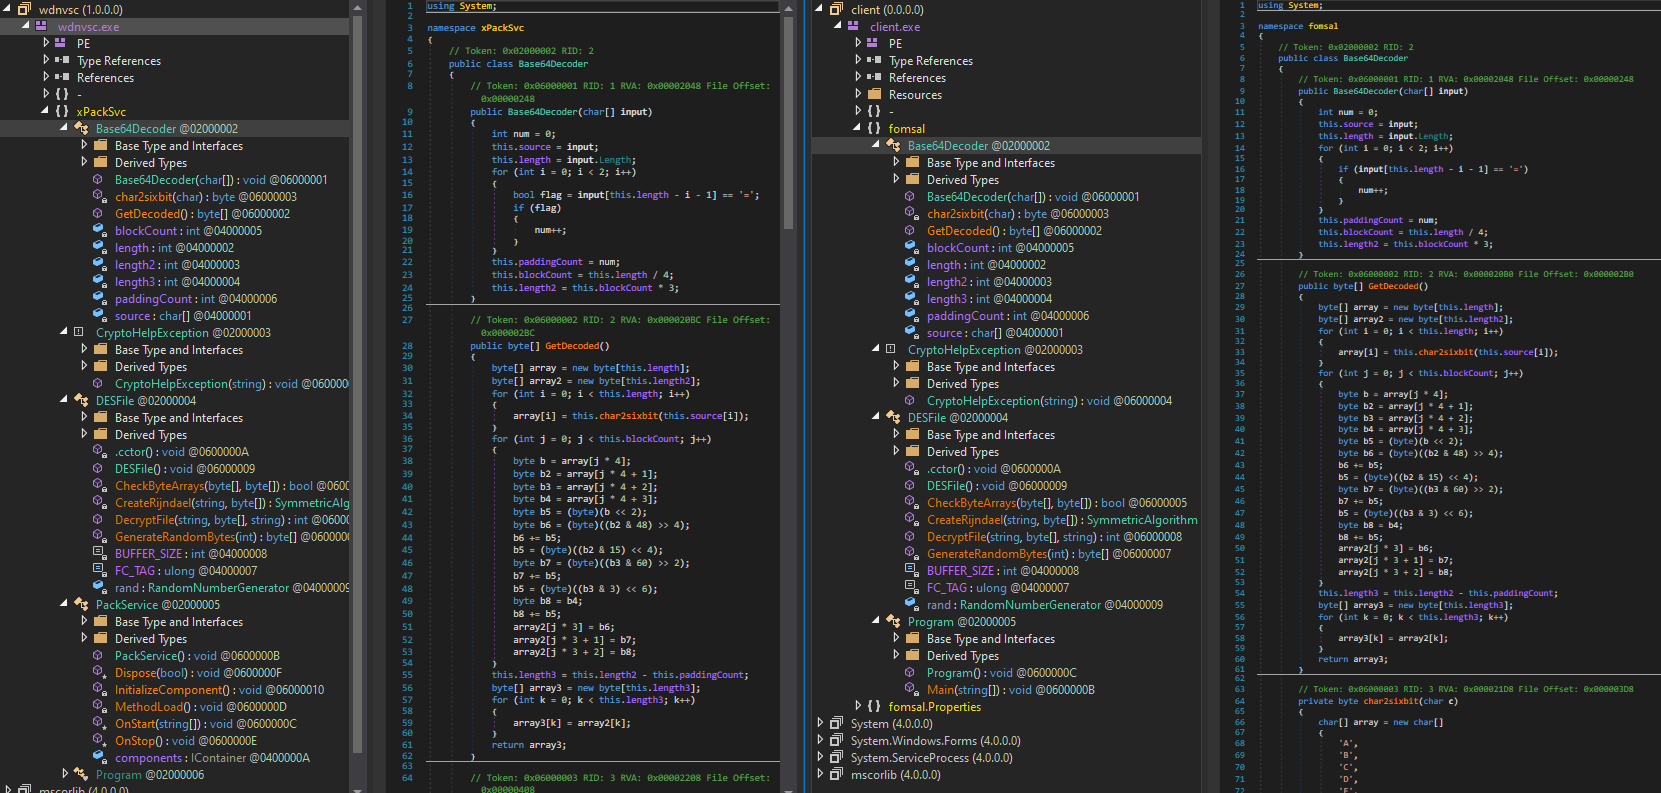 wdnvsc (1.0.0.0)
wdnvsc.exe
PE
Type References
References
{ } -
{ } xPackSvc
Base64Decoder @02000002
Base Type and Interfaces
Derived Types
Base64Decoder(char[]) : void @06000001
char2sixbit(char) : byte @06000003
GetDecoded() : byte[] @06000002
blockCount : int @04000005
length : int @04000002
length2 : int @04000003
length3 : int @04000004
paddingCount : int @04000006
source : char[] @04000001
CryptoHelpException @02000003
Base Type and Interfaces
Derived Types
CryptoHelpException(string) : void @060000
DESFile @02000004
Base Type and Interfaces
Derived Types
.cctor() : void @0600000A
DESFile() : void @06000009
CheckByteArrays(byte[], byte[]) : bool @0600
CreateRijndael(string, byte[]) : SymmetricAlg
DecryptFile(string, byte[], string) : int @0600
GenerateRandomBytes(int) : byte[] @060000
BUFFER_SIZE : int @04000008
FC_TAG : ulong @04000007
rand : RandomNumberGenerator @04000009
PackService @02000005
Base Type and Interfaces
Derived Types
PackService() : void @0600000B
Dispose(bool) : void @0600000F
InitializeComponent() : void @06000010
MethodLoad() : void @0600000D
OnStart(string[]) : void @0600000C
OnStop() : void @0600000E
components : IContainer @0400000A
Program @02000006
mscorlib (4.0.0.0)
1 using System;
2
3 namespace xPackSvc
4 {
5 // Token: 0x02000002 RID: 2
6 public class Base64Decoder
7 {
8 // Token: 0x06000001 RID: 1 RVA: 0x00002048 File Offset:
0x00000248
9 public Base64Decoder(char[] input)
10 {
11 int num = 0;
12 this.source = input;
13 this.length = input.Length;
14 for (int i = 0; i < 2; i++)
15 {
16 bool flag = input[this.length - i - 1] == '=';
17 if (flag)
18 {
19 num++;
20 }
21 }
22 this.paddingCount = num;
23 this.blockCount = this.length / 4;
24 this.length2 = this.blockCount * 3;
25 }
26
27 // Token: 0x06000002 RID: 2 RVA: 0x000020BC File Offset:
0x000002BC
28 public byte[] GetDecoded()
29 {
30 byte[] array = new byte[this.length];
31 byte[] array2 = new byte[this.length2];
32 for (int i = 0; i < this.length; i++)
33 {
34 array[i] = this.char2sixbit(this.source[i]);
35 }
36 for (int j = 0; j < this.blockCount; j++)
37 {
38 byte b = array[j * 4];
39 byte b2 = array[j * 4 + 1];
40 byte b3 = array[j * 4 + 2];
41 byte b4 = array[j * 4 + 3];
42 byte b5 = (byte)(b << 2);
43 byte b6 = (byte)((b2 & 48) >> 4);
44 b6 += b5;
45 b5 = (byte)((b2 & 15) << 4);
46 byte b7 = (byte)((b3 & 60) >> 2);
47 b7 += b5;
48 b5 = (byte)((b3 & 3) << 6);
49 byte b8 = b4;
50 b8 += b5;
51 array2[j * 3] = b6;
52 array2[j * 3 + 1] = b7;
53 array2[j * 3 + 2] = b8;
54 }
55 this.length3 = this.length2 - this.paddingCount;
56 byte[] array3 = new byte[this.length3];
57 for (int k = 0; k < this.length3; k++)
58 {
59 array3[k] = array2[k];
60 }
61 return array3;
62 }
63
64 // Token: 0x06000003 RID: 3 RVA: 0x00002208 File Offset:
0x00000408
client (0.0.0.0)
client.exe
PE
Type References
References
Resources
{ } -
{ } fomsal
Base64Decoder @02000002
Base Type and Interfaces
Derived Types
Base64Decoder(char[]) : void @06000001
char2sixbit(char) : byte @06000003
GetDecoded() : byte[] @06000002
blockCount : int @04000005
length : int @04000002
length2 : int @04000003
length3 : int @04000004
paddingCount : int @04000006
source : char[] @04000001
CryptoHelpException @02000003
Base Type and Interfaces
Derived Types
CryptoHelpException(string) : void @06000004
DESFile @02000004
Base Type and Interfaces
Derived Types
.cctor() : void @0600000A
DESFile() : void @06000009
CheckByteArrays(byte[], byte[]) : bool @06000005
CreateRijndael(string, byte[]) : SymmetricAlgorithm
DecryptFile(string, byte[], string) : int @06000008
GenerateRandomBytes(int) : byte[] @06000007
BUFFER_SIZE : int @04000008
FC_TAG : ulong @04000007
rand : RandomNumberGenerator @04000009
Program @02000005
Base Type and Interfaces
Derived Types
Program() : void @0600000C
Main(string[]) : void @0600000B
{ } fomsal.Properties
System (4.0.0.0)
System.Windows.Forms (4.0.0.0)
System.ServiceProcess (4.0.0.0)
mscorlib (4.0.0.0)
1 using System;
2
3 namespace fomsal
4 {
5 // Token: 0x02000002 RID: 2
6 public class Base64Decoder
7 {
8 // Token: 0x06000001 RID: 1 RVA: 0x00002048 File Offset: 0x00000248
9 public Base64Decoder(char[] input)
10 {
11 int num = 0;
12 this.source = input;
13 this.length = input.Length;
14 for (int i = 0; i < 2; i++)
15 {
16 if (input[this.length - i - 1] == '=')
17 {
18 num++;
19 }
20 }
21 this.paddingCount = num;
22 this.blockCount = this.length / 4;
23 this.length2 = this.blockCount * 3;
24 }
25
26 // Token: 0x06000002 RID: 2 RVA: 0x000020B0 File Offset: 0x000002B0
27 public byte[] GetDecoded()
28 {
29 byte[] array = new byte[this.length];
30 byte[] array2 = new byte[this.length2];
31 for (int i = 0; i < this.length; i++)
32 {
33 array[i] = this.char2sixbit(this.source[i]);
34 }
35 for (int j = 0; j < this.blockCount; j++)
36 {
37 byte b = array[j * 4];
38 byte b2 = array[j * 4 + 1];
39 byte b3 = array[j * 4 + 2];
40 byte b4 = array[j * 4 + 3];
41 byte b5 = (byte)(b << 2);
42 byte b6 = (byte)((b2 & 48) >> 4);
43 b6 += b5;
44 b5 = (byte)((b2 & 15) << 4);
45 byte b7 = (byte)((b3 & 60) >> 2);
46 b7 += b5;
47 b5 = (byte)((b3 & 3) << 6);
48 byte b8 = b4;
49 b8 += b5;
50 array2[j * 3] = b6;
51 array2[j * 3 + 1] = b7;
52 array2[j * 3 + 2] = b8;
53 }
54 this.length3 = this.length2 - this.paddingCount;
55 byte[] array3 = new byte[this.length3];
56 for (int k = 0; k < this.length3; k++)
57 {
58 array3[k] = array2[k];
59 }
60 return array3;
61 }
62
63 // Token: 0x06000003 RID: 3 RVA: 0x000021D8 File Offset: 0x000003D8
64 private byte char2sixbit(char c)
65 {
66 char[] array = new char[]
67 {
68 'A',
69 'B',
70 'C',
71 'D',
72 'E',